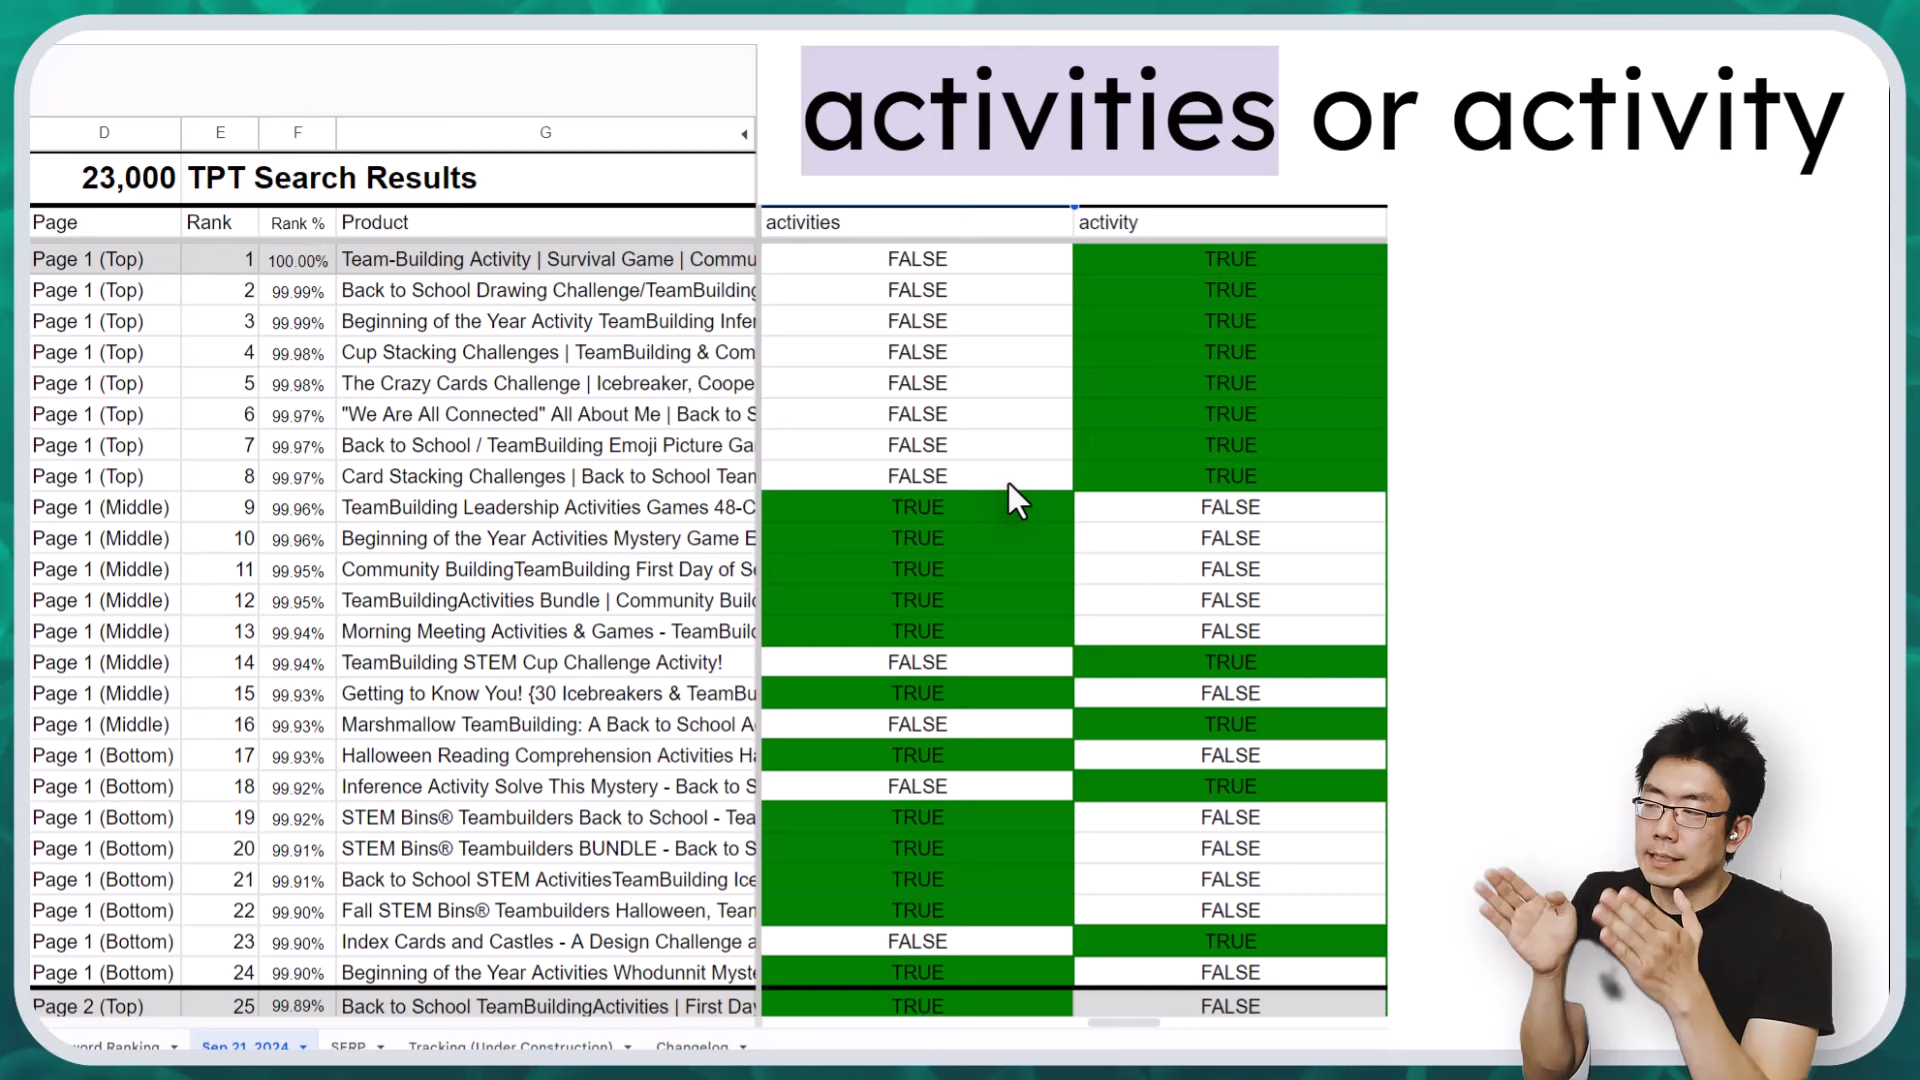 activities or activity
D E F G
23,000 TPT Search Results
Page Rank Rank % Product activities activity
Page 1 (Top) 1 100.00% Team-Building Activity | Survival Game | Commu FALSE TRUE
Page 1 (Top) 2 99.99% Back to School Drawing Challenge/TeamBuilding FALSE TRUE
Page 1 (Top) 3 99.99% Beginning of the Year Activity TeamBuilding Infer FALSE TRUE
Page 1 (Top) 4 99.98% Cup Stacking Challenges | TeamBuilding & Com FALSE TRUE
Page 1 (Top) 5 99.98% The Crazy Cards Challenge | Icebreaker, Coope FALSE TRUE
Page 1 (Top) 6 99.97% "We Are All Connected" All About Me | Back to S FALSE TRUE
Page 1 (Top) 7 99.97% Back to School / TeamBuilding Emoji Picture Ga FALSE TRUE
Page 1 (Top) 8 99.97% Card Stacking Challenges | Back to School Team FALSE TRUE
Page 1 (Middle) 9 99.96% TeamBuilding Leadership Activities Games 48-C TRUE FALSE
Page 1 (Middle) 10 99.96% Beginning of the Year Activities Mystery Game E TRUE FALSE
Page 1 (Middle) 11 99.95% Community BuildingTeamBuilding First Day of Se TRUE FALSE
Page 1 (Middle) 12 99.95% TeamBuildingActivities Bundle | Community Build TRUE FALSE
Page 1 (Middle) 13 99.94% Morning Meeting Activities & Games - TeamBuild TRUE FALSE
Page 1 (Middle) 14 99.94% TeamBuilding STEM Cup Challenge Activity! FALSE TRUE
Page 1 (Middle) 15 99.93% Getting to Know You! {30 Icebreakers & TeamBu TRUE FALSE
Page 1 (Middle) 16 99.93% Marshmallow TeamBuilding: A Back to School A FALSE TRUE
Page 1 (Bottom) 17 99.93% Halloween Reading Comprehension Activities Ha TRUE FALSE
Page 1 (Bottom) 18 99.92% Inference Activity Solve This Mystery - Back to S FALSE TRUE
Page 1 (Bottom) 19 99.92% STEM Bins® Teambuilders Back to School - Tea TRUE FALSE
Page 1 (Bottom) 20 99.91% STEM Bins® Teambuilders BUNDLE - Back to S TRUE FALSE
Page 1 (Bottom) 21 99.91% Back to School STEM ActivitiesTeamBuilding Ice TRUE FALSE
Page 1 (Bottom) 22 99.90% Fall STEM Bins® Teambuilders Halloween, Team TRUE FALSE
Page 1 (Bottom) 23 99.90% Index Cards and Castles - A Design Challenge a FALSE TRUE
Page 1 (Bottom) 24 99.90% Beginning of the Year Activities Whodunnit Myste TRUE FALSE
Page 2 (Top) 25 99.89% Back to School TeamBuildingActivities | First Day TRUE FALSE
word Ranking Sep 21, 2024 SERP Tracking (Under Construction) Changelog